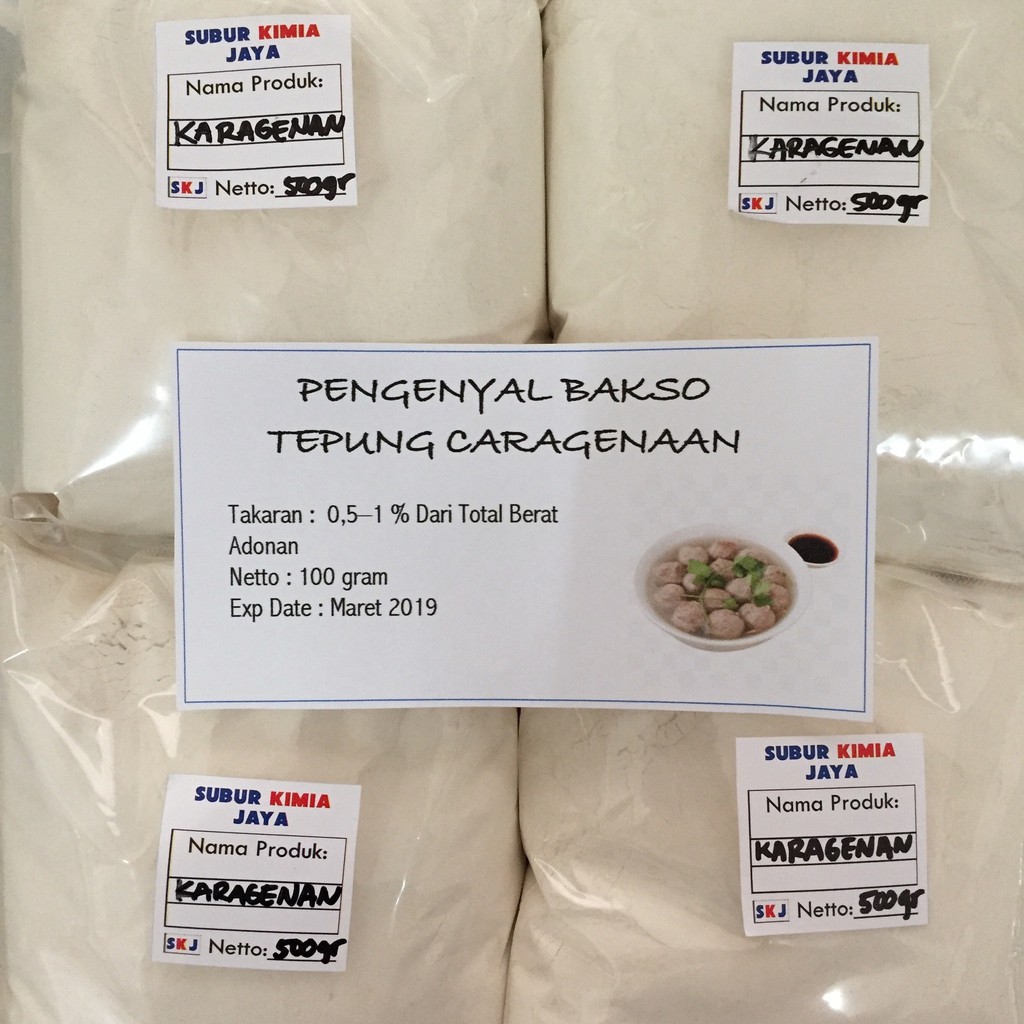 SUBUR KIMIA
JAYA
Nama Produk:
KARAGENAN
SKJ Netto: 500gr
SUBUR KIMIA
JAYA
Nama Produk:
KARAGENAN
SKJ Netto: 500gr
PENGENYAL BAKSO
TEPUNG CARAGENAAN
Takaran : 0,5–1 % Dari Total Berat
Adonan
Netto : 100 gram
Exp Date : Maret 2019
SUBUR KIMIA
JAYA
Nama Produk:
KARAGENAN
SKJ Netto: 500gr
SUBUR KIMIA
JAYA
Nama Produk:
KARAGENAN
SKJ Netto: 500gr